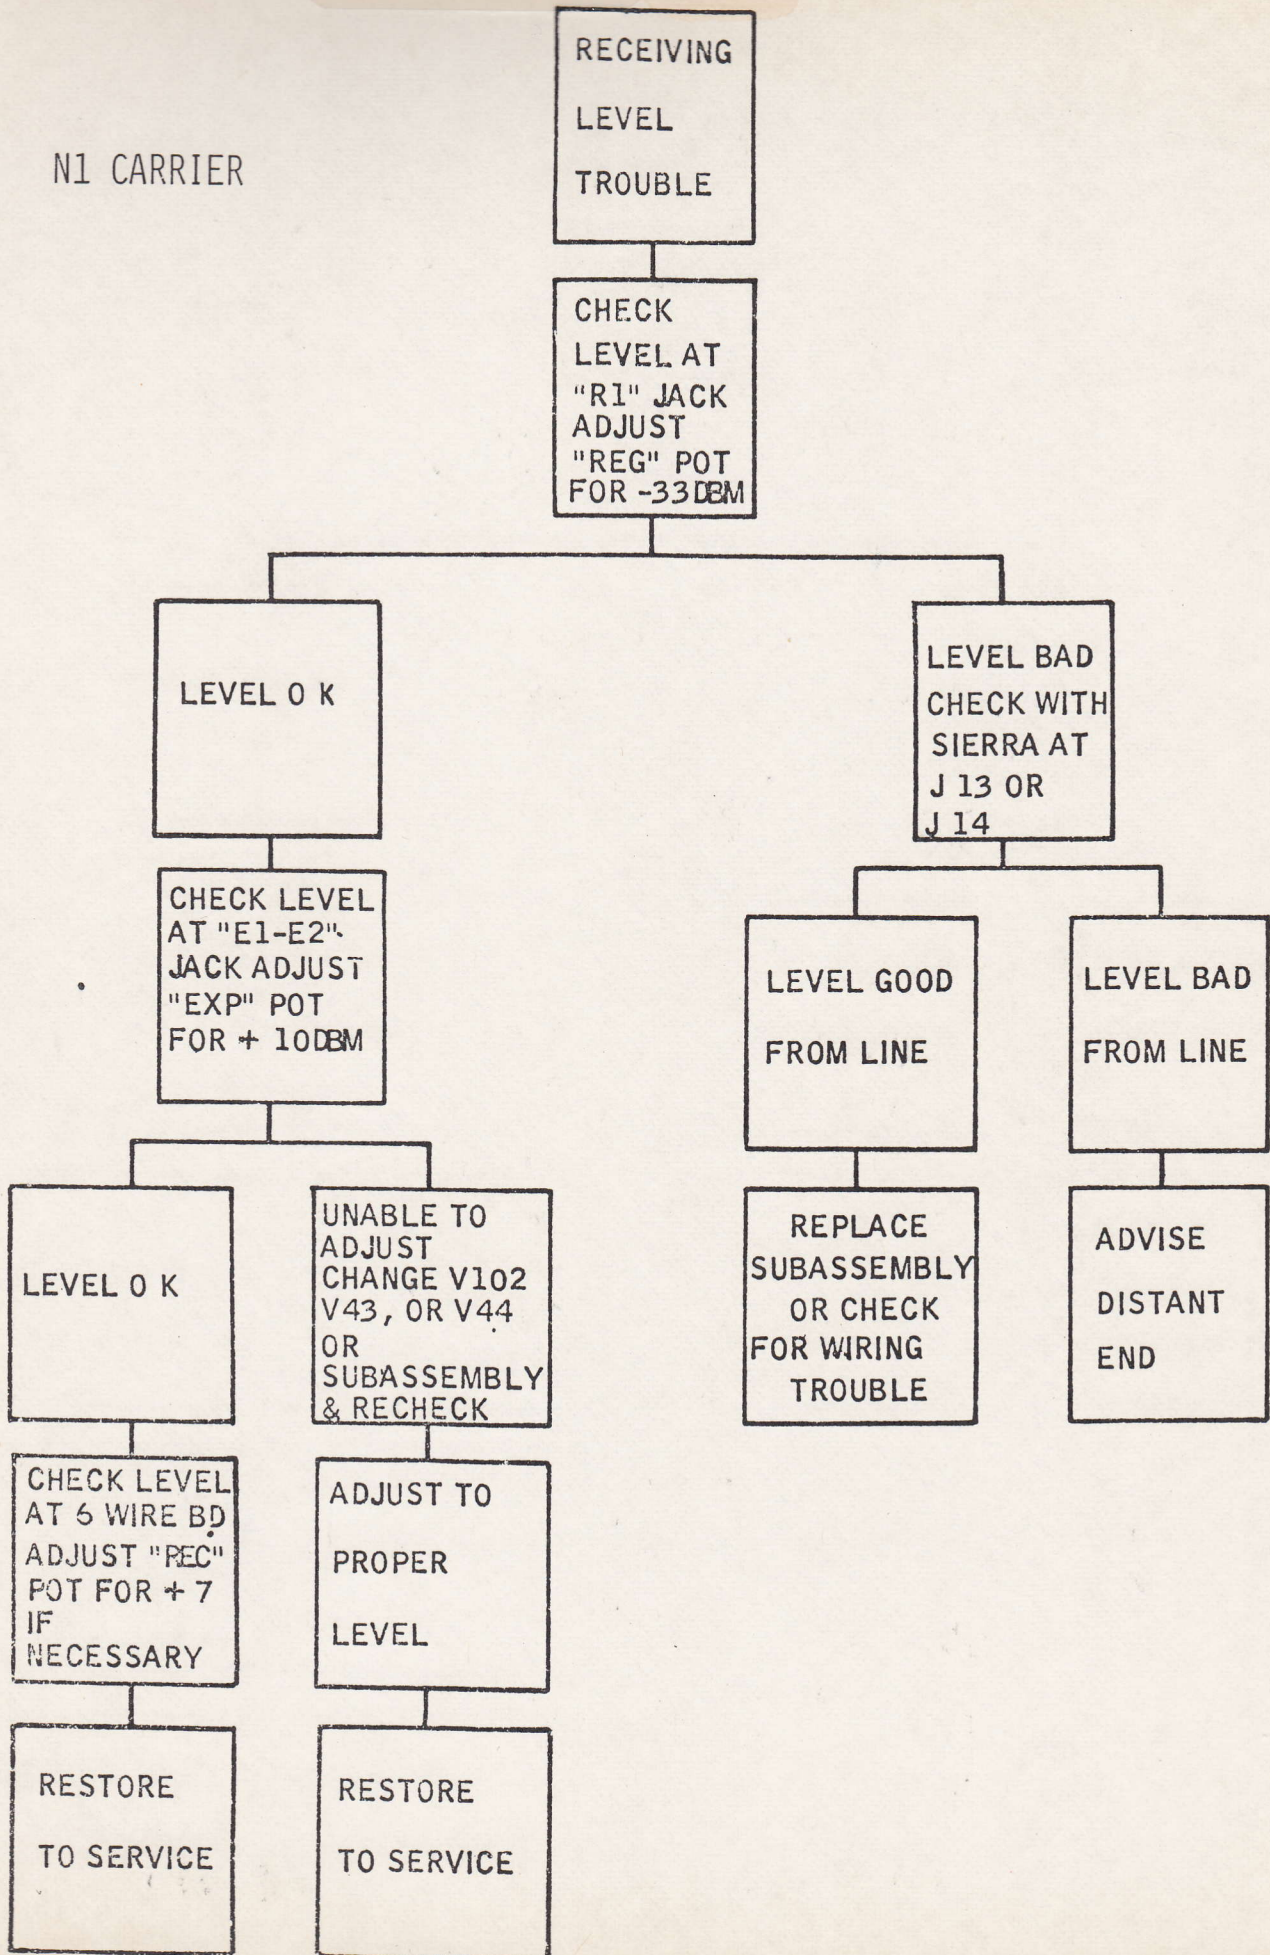 N1 CARRIER
RECEIVING
LEVEL
TROUBLE
CHECK
LEVEL AT
"R1" JACK
ADJUST
"REG" POT
FOR -33DBM
LEVEL O K
LEVEL BAD
CHECK WITH
SIERRA AT
J 13 OR
J 14
CHECK LEVEL
AT "E1-E2"
JACK ADJUST
"EXP" POT
FOR + 10DBM
LEVEL GOOD
FROM LINE
LEVEL BAD
FROM LINE
LEVEL O K
UNABLE TO
ADJUST
CHANGE V102
V43, OR V44
OR
SUBASSEMBLY
& RECHECK
REPLACE
SUBASSEMBLY
OR CHECK
FOR WIRING
TROUBLE
ADVISE
DISTANT
END
CHECK LEVEL
AT 6 WIRE BD
ADJUST "REC"
POT FOR + 7
IF
NECESSARY
ADJUST TO
PROPER
LEVEL
RESTORE
TO SERVICE
RESTORE
TO SERVICE